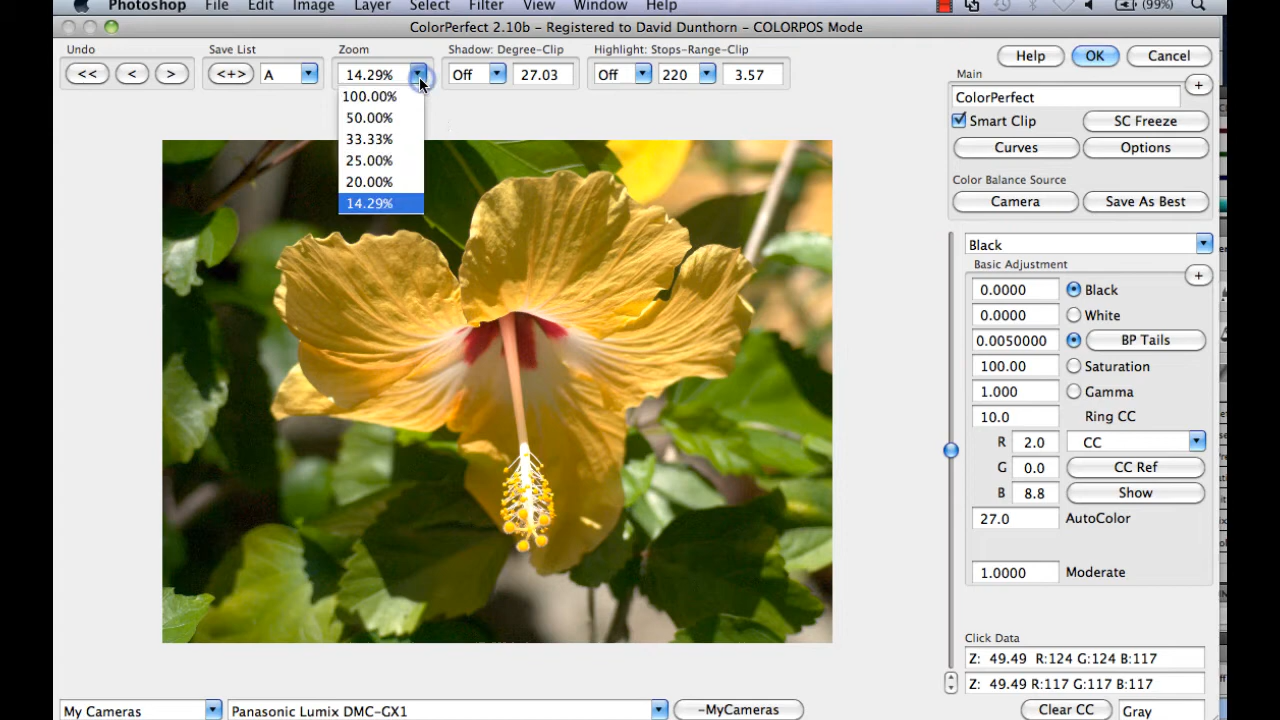 Photoshop File Edit Image Layer Select Filter View Window Help (99%)
ColorPerfect 2.10b - Registered to David Dunthorn - COLORPOS Mode
Undo Save List Zoom Shadow: Degree-Clip Highlight: Stops-Range-Clip
<< < > <+> A 14.29% Off 27.03 Off 220 3.57 Help OK Cancel
100.00%
50.00%
33.33%
25.00%
20.00%
14.29%
Main
ColorPerfect +
Smart Clip SC Freeze
Curves Options
Color Balance Source
Camera Save As Best
Black
Basic Adjustment +
0.0000 Black
0.0000 White
0.0050000 BP Tails
100.00 Saturation
1.000 Gamma
10.0 Ring CC
R 2.0 CC
G 0.0 CC Ref
B 8.8 Show
27.0 AutoColor
1.0000 Moderate
Click Data
Z: 49.49 R:124 G:124 B:117
Z: 49.49 R:117 G:117 B:117
My Cameras Panasonic Lumix DMC-GX1 -MyCameras Clear CC Gray